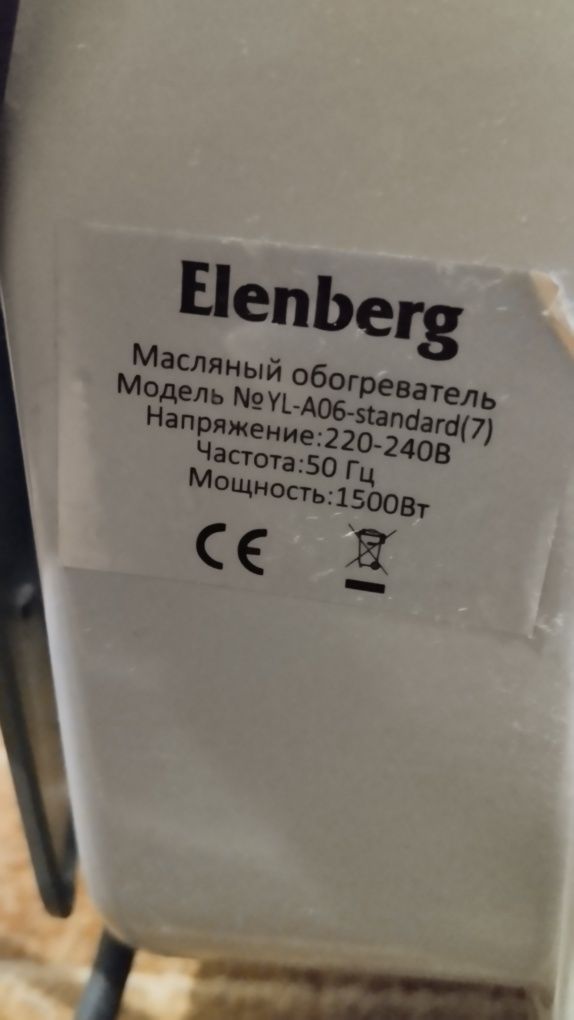 Elenberg
Масляный обогреватель
Модель №YL-A06-standard(7)
Напряжение:220-240В
Частота:50 Гц
Мощность:1500Вт
CE